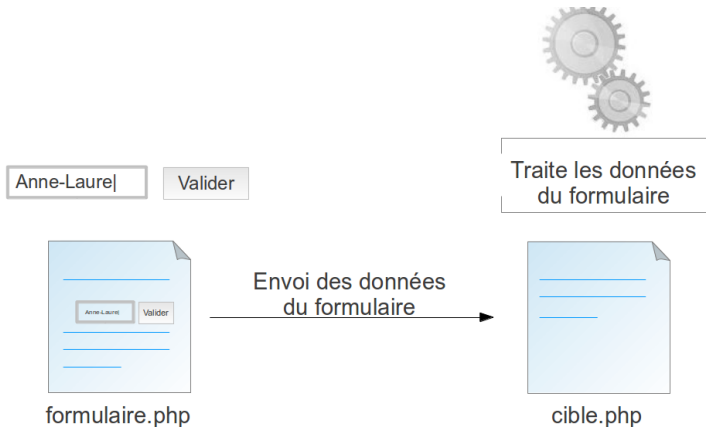 Anne-Laure
Valider
Traite les données
du formulaire
Anne-Laure
Valider
Envoi des données
du formulaire
formulaire.php
cible.php